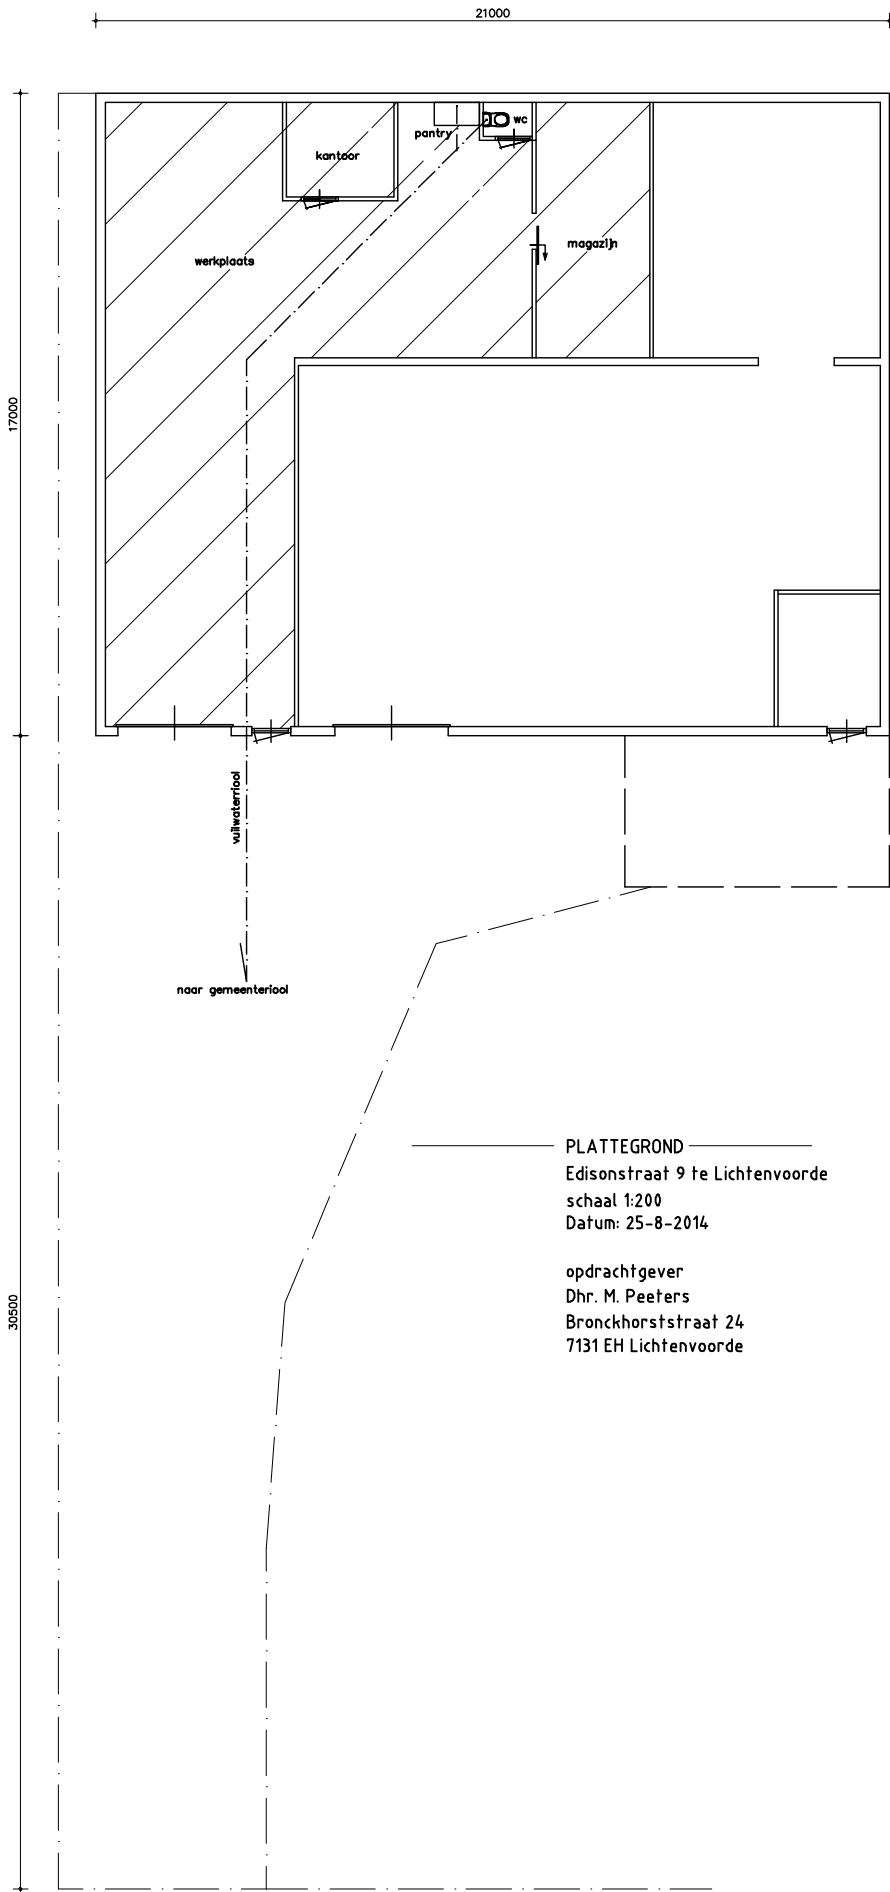 21000
pantry
wc
kantoor
werkplaats
magazijn
17000
vuilwaterriool
naar gemeenteriool
PLATTEGROND
Edisonstraat 9 te Lichtenvoorde
schaal 1:200
Datum: 25-8-2014
opdrachtgever
Dhr. M. Peeters
Bronckhorststraat 24
7131 EH Lichtenvoorde
30500